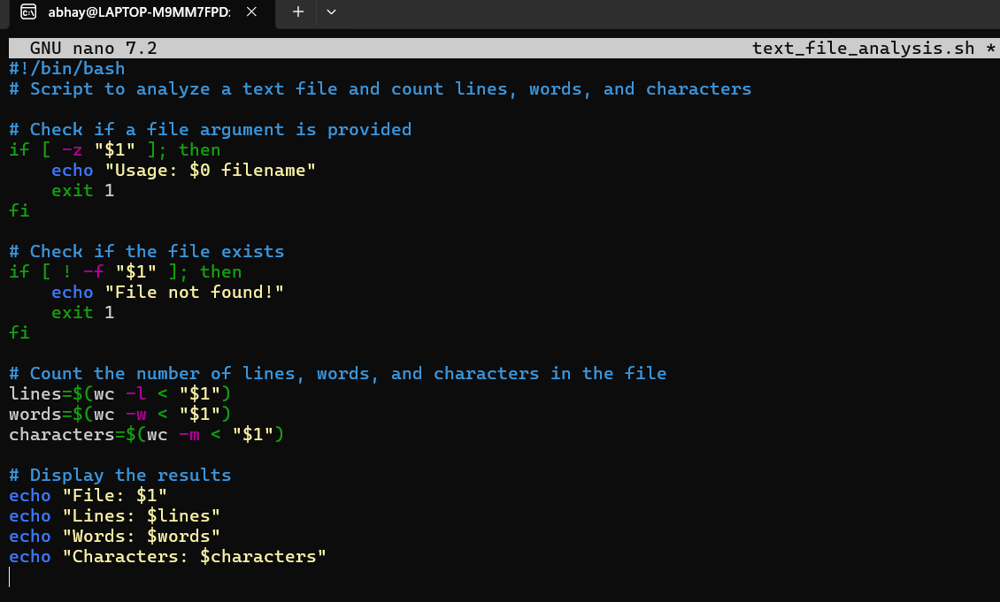 abhay@LAPTOP-M9MM7FPD:
GNU nano 7.2 text_file_analysis.sh *
#!/bin/bash
# Script to analyze a text file and count lines, words, and characters

# Check if a file argument is provided
if [ -z "$1" ]; then
    echo "Usage: $0 filename"
    exit 1
fi

# Check if the file exists
if [ ! -f "$1" ]; then
    echo "File not found!"
    exit 1
fi

# Count the number of lines, words, and characters in the file
lines=$(wc -l < "$1")
words=$(wc -w < "$1")
characters=$(wc -m < "$1")

# Display the results
echo "File: $1"
echo "Lines: $lines"
echo "Words: $words"
echo "Characters: $characters"